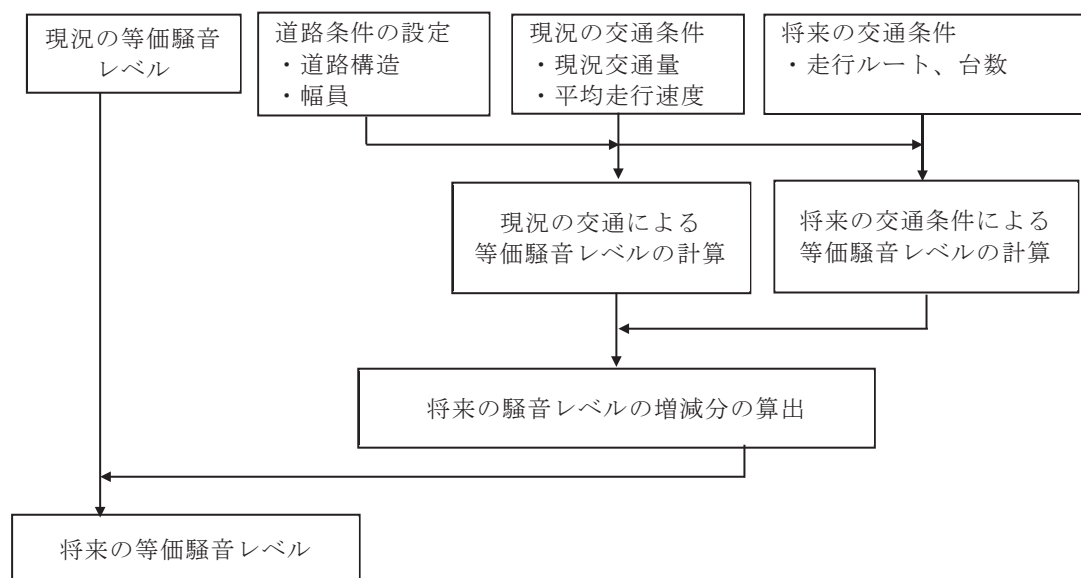 現況の等価騒音
レベル
道路条件の設定
・道路構造
・幅員
現況の交通条件
・現況交通量
・平均走行速度
将来の交通条件
・走行ルート、台数
現況の交通による
等価騒音レベルの計算
将来の交通条件による
等価騒音レベルの計算
将来の騒音レベルの増減分の算出
将来の等価騒音レベル